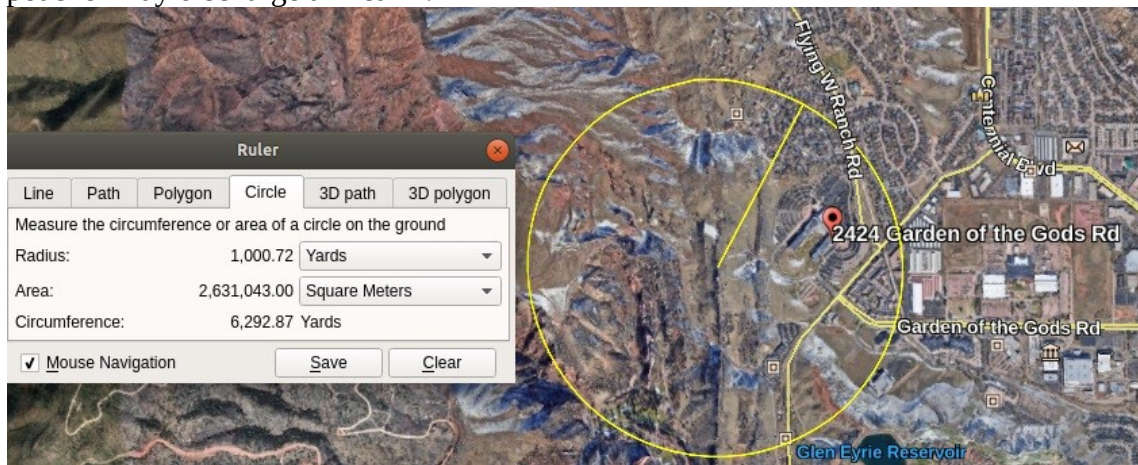 Ruler
Line Path Polygon Circle 3D path 3D polygon
Measure the circumference or area of a circle on the ground
Radius: 1,000.72 Yards
Area: 2,631,043.00 Square Meters
Circumference: 6,292.87 Yards
Mouse Navigation Save Clear
Flying W Ranch Rd
Centennial Blvd
2424 Garden of the Gods Rd
Garden of the Gods Rd
Glen Eyrie Reservoir